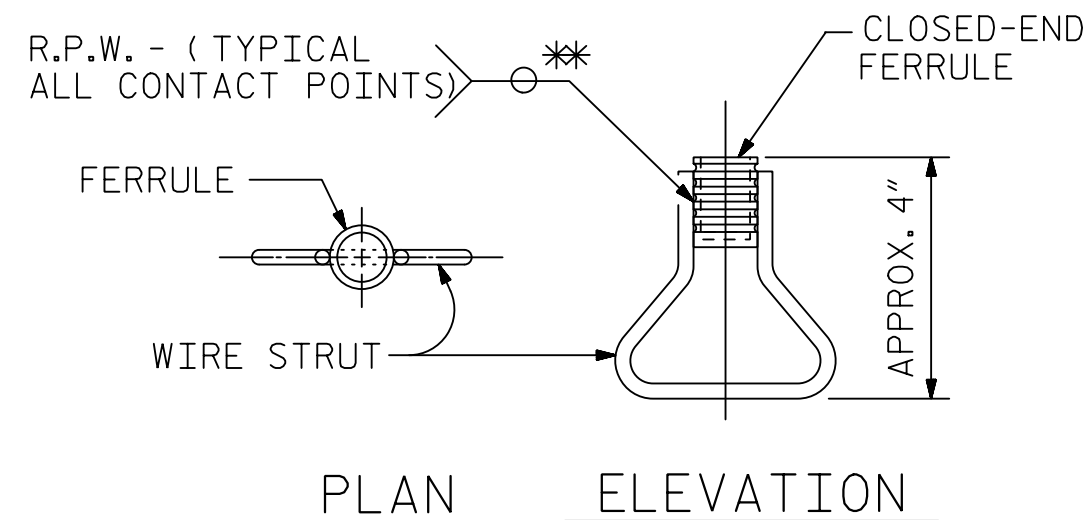 R.P.W. - (TYPICAL
ALL CONTACT POINTS)
**
CLOSED-END
FERRULE
FERRULE
WIRE STRUT
APPROX. 4"
PLAN
ELEVATION